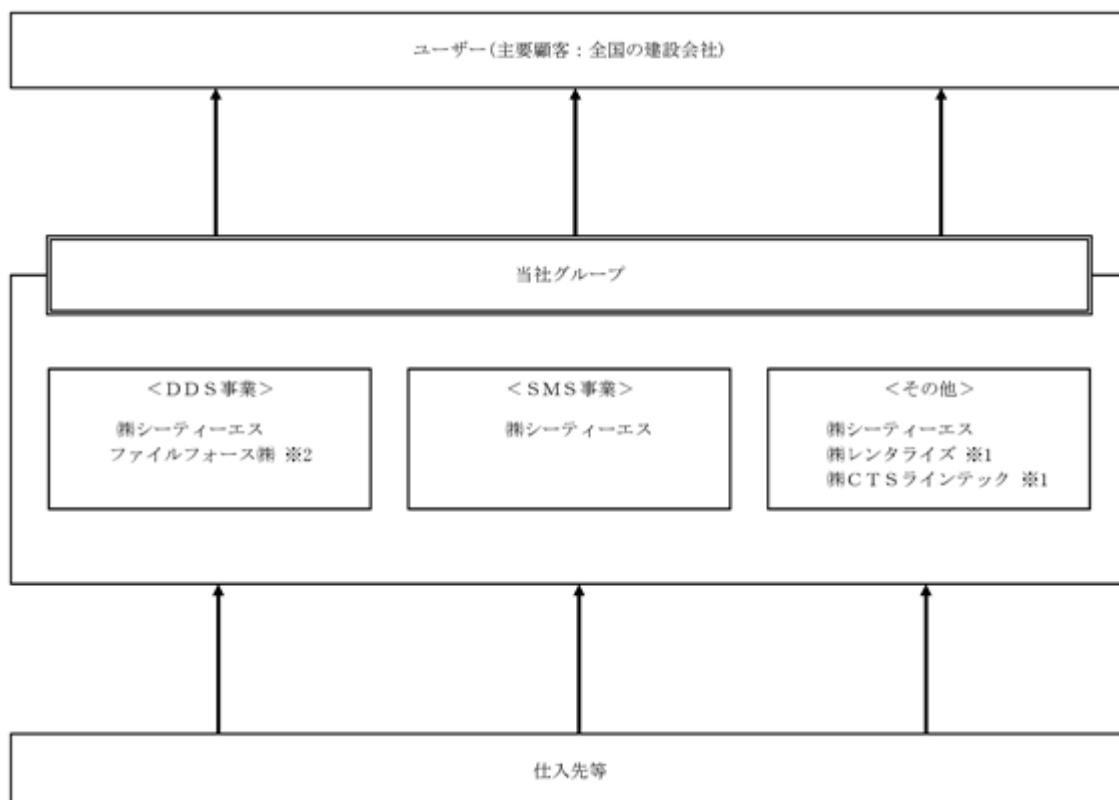 ユーザー(主要顧客：全国の建設会社)
当社グループ
＜ＤＤＳ事業＞
㈱シーティーエス
ファイルフォース㈱ ※2
＜ＳＭＳ事業＞
㈱シーティーエス
＜その他＞
㈱シーティーエス
㈱レンタライズ ※1
㈱ＣＴＳラインテック ※1
仕入先等